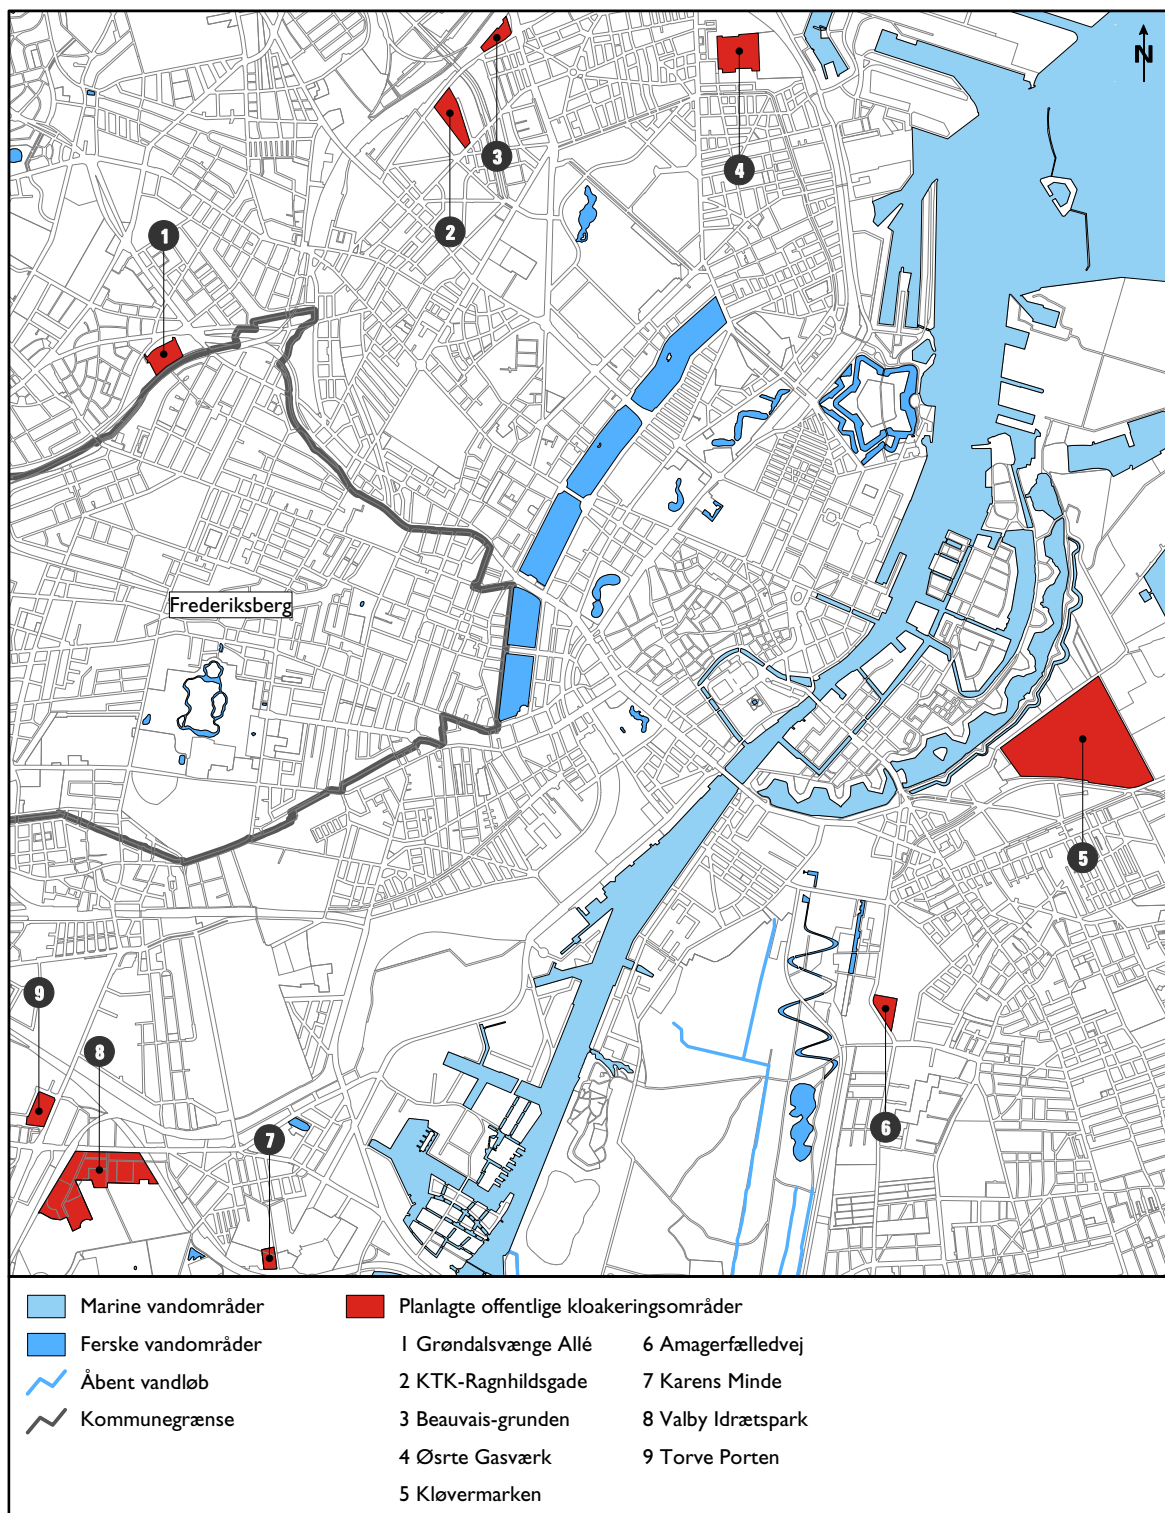 N
3
4
2
1
Frederiksberg
5
9
8
6
7
Marine vandområder
Ferske vandområder
Åbent vandløb
Kommunegrænse
Planlagte offentlige kloakeringsområder
1 Grøndalsvænge Allé
2 KTK-Ragnhildsgade
3 Beauvais-grunden
4 Øsrte Gasværk
5 Kløvermarken
6 Amagerfælledvej
7 Karens Minde
8 Valby Idrætspark
9 Torve Porten